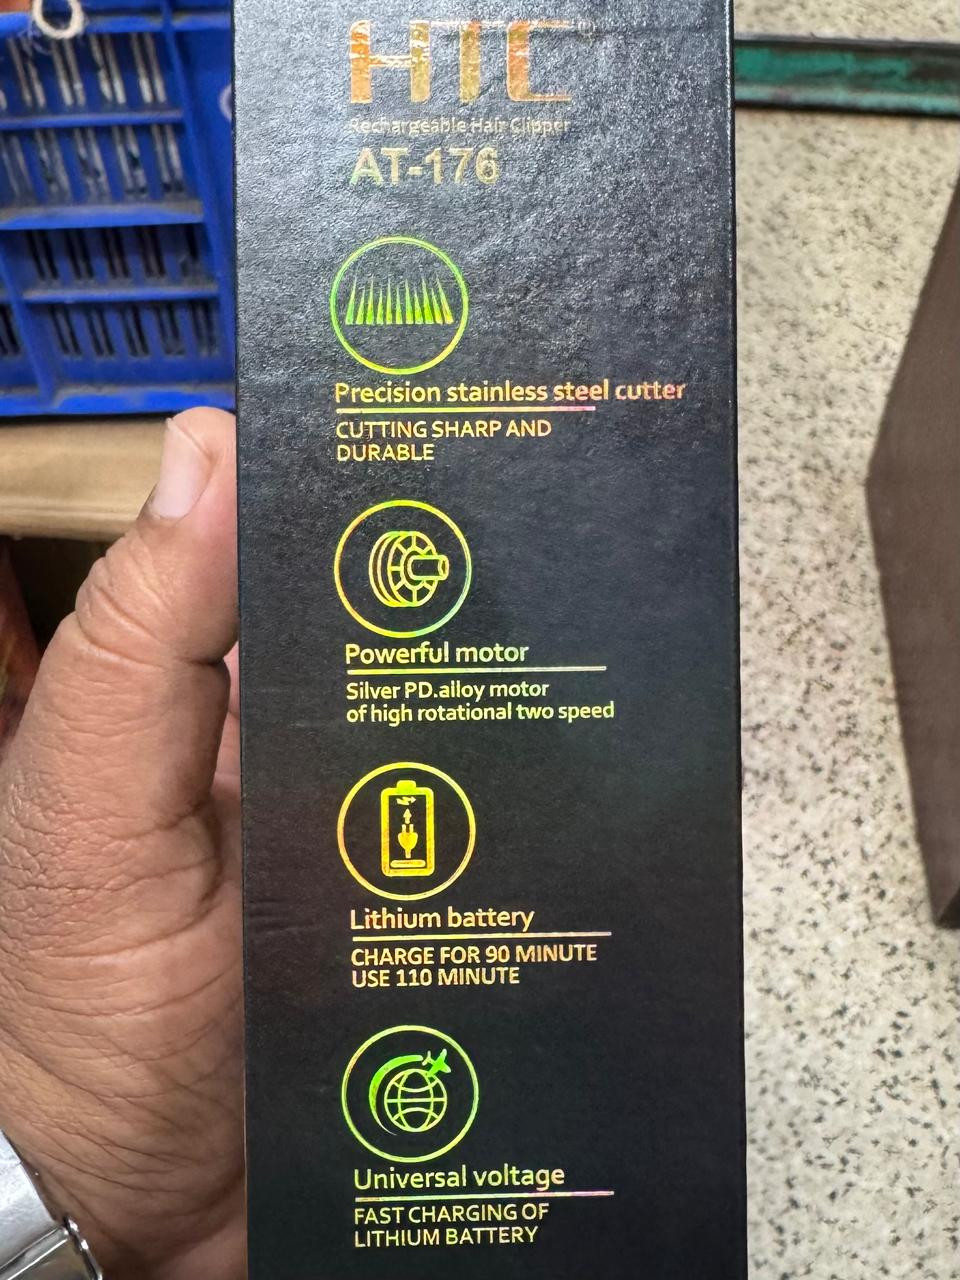 HTC®
Rechargeable Hair Clipper
AT-176
Precision stainless steel cutter
CUTTING SHARP AND
DURABLE
Powerful motor
Silver PD.alloy motor
of high rotational two speed
Lithium battery
CHARGE FOR 90 MINUTE
USE 110 MINUTE
Universal voltage
FAST CHARGING OF
LITHIUM BATTERY